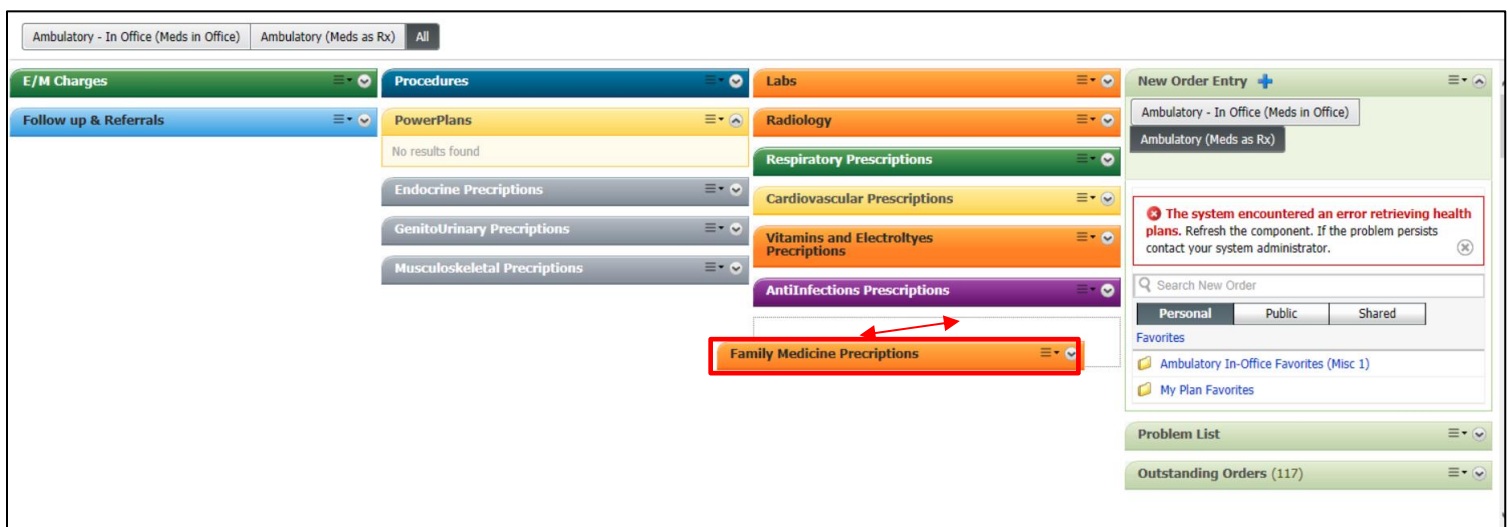 Ambulatory - In Office (Meds in Office)
Ambulatory (Meds as Rx)
All
E/M Charges
Follow up & Referrals
Procedures
PowerPlans
No results found
Endocrine Precriptions
GenitoUrinary Precriptions
Musculoskeletal Precriptions
Labs
Radiology
Respiratory Prescriptions
Cardiovascular Prescriptions
Vitamins and Electroltyes
Precriptions
AntiInfections Prescriptions
Family Medicine Precriptions
New Order Entry
Ambulatory - In Office (Meds in Office)
Ambulatory (Meds as Rx)
The system encountered an error retrieving health
plans. Refresh the component. If the problem persists
contact your system administrator.
Search New Order
Personal
Public
Shared
Favorites
Ambulatory In-Office Favorites (Misc 1)
My Plan Favorites
Problem List
Outstanding Orders (117)